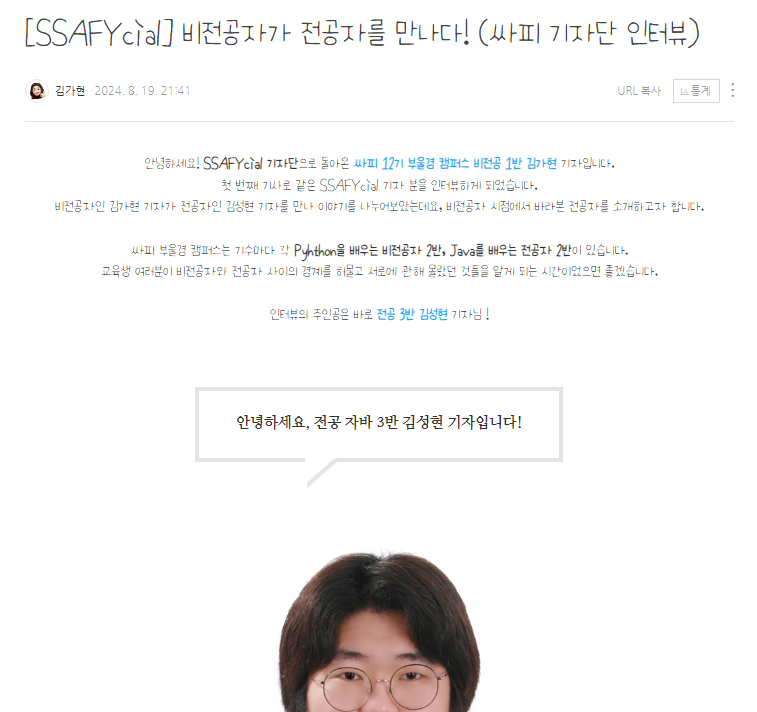 [SSAFYcial] 비전공자가 전공자를 만나다! (싸피 기자단 인터뷰)
김가현 2024. 8. 19. 21:41
URL 복사 통계
안녕하세요! SSAFYcial 기자단으로 돌아온 싸피 12기 부울경 캠퍼스 비전공 1반 김가현 기자입니다.
첫 번째 기사로 같은 SSAFYcial 기자 분을 인터뷰하게 되었습니다.
비전공자인 김가현 기자가 전공자인 김성현 기자를 만나 이야기를 나누어보았는데요, 비전공자 시점에서 바라본 전공자를 소개하고자 합니다.
싸피 부울경 캠퍼스는 기수마다 각 Pyhthon을 배우는 비전공자 2반, Java를 배우는 전공자 2반이 있습니다.
교육생 여러분이 비전공자와 전공자 사이의 경계를 허물고 서로에 관해 몰랐던 것들을 알게 되는 시간이었으면 좋겠습니다.
인터뷰의 주인공은 바로 전공 3반 김성현 기자님 !
안녕하세요, 전공 자바 3반 김성현 기자입니다!